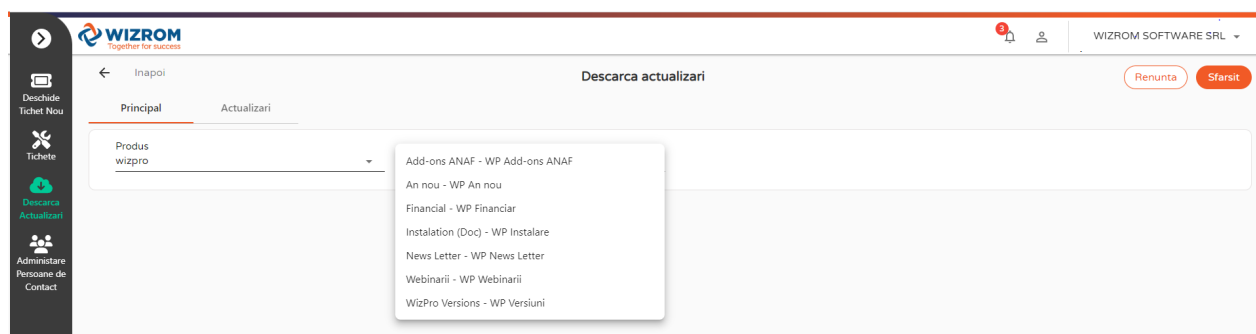 WIZROM
Together for success
3
WIZROM SOFTWARE SRL
Inapoi
Descarca actualizari
Renunta
Sfarsit
Deschide
Tichet Nou
Tichete
Descarca
Actualizari
Administare
Persoane de
Contact
Principal
Actualizari
Produs
wizpro
Add-ons ANAF - WP Add-ons ANAF
An nou - WP An nou
Financial - WP Financiar
Instalation (Doc) - WP Instalare
News Letter - WP News Letter
Webinarii - WP Webinarii
WizPro Versions - WP Versiuni